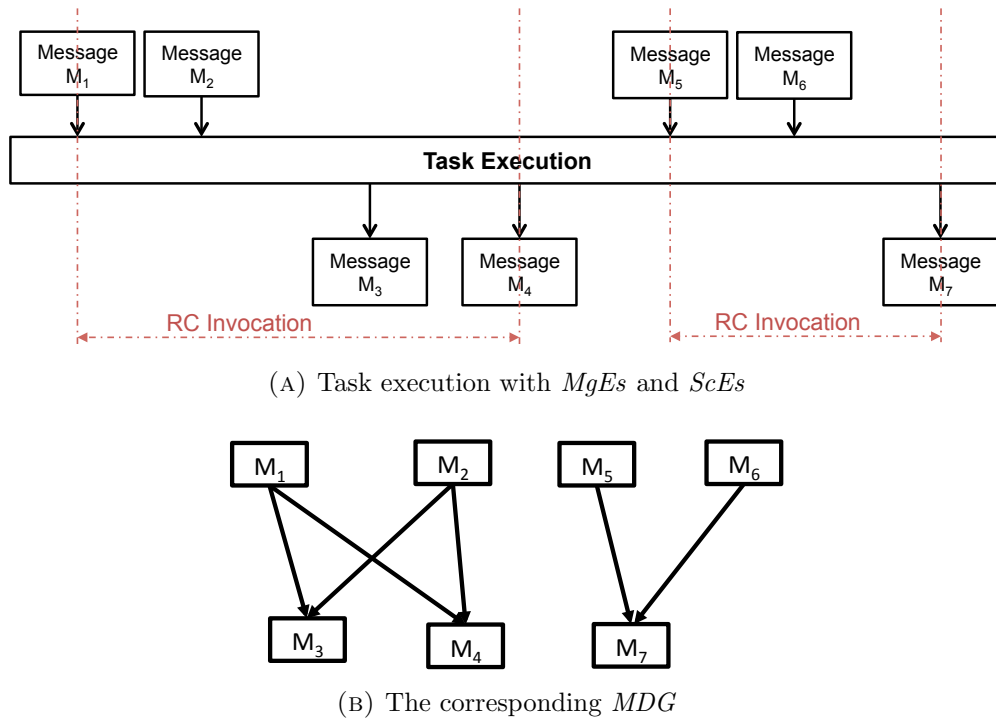 Message
M₁
Message
M₂
Message
M₅
Message
M₆
Task Execution
Message
M₃
Message
M₄
Message
M₇
RC Invocation
RC Invocation
(A) Task execution with MgEs and ScEs
M₁
M₂
M₅
M₆
M₃
M₄
M₇
(B) The corresponding MDG